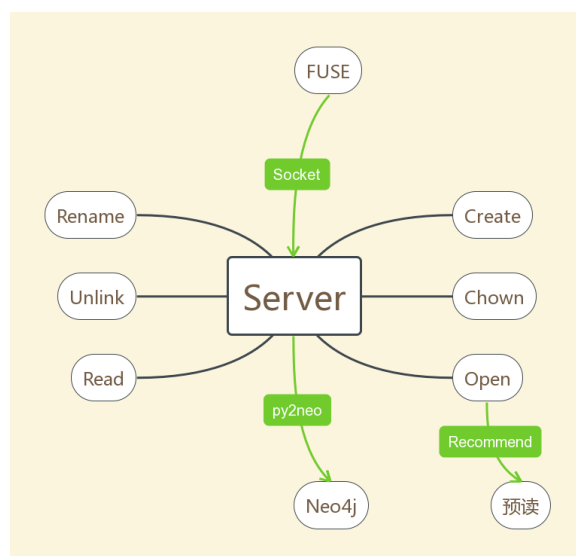 FUSE
Socket
Rename
Create
Server
Unlink
Chown
Read
Open
py2neo
Recommend
Neo4j
预读